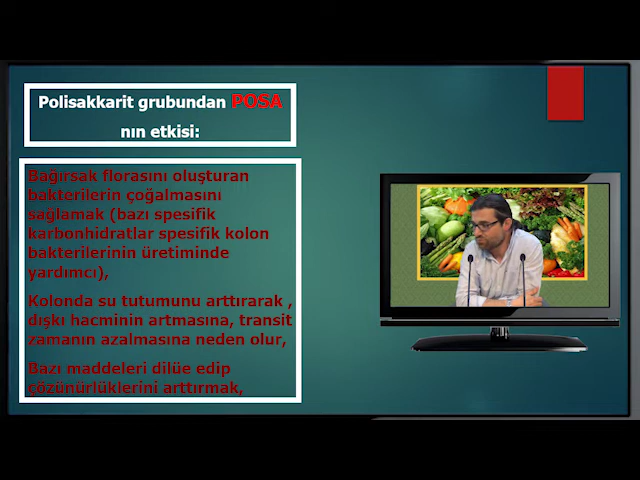 Polisakkarit grubundan POSA
nın etkisi:
Bağırsak florasını oluşturan
bakterilerin çoğalmasını
sağlamak (bazı spesifik
karbonhidratlar spesifik kolon
bakterilerinin üretiminde
yardımcı),
Kolonda su tutumunu arttırarak ,
dışkı hacminin artmasına, transit
zamanın azalmasına neden olur,
Bazı maddeleri dilüe edip
çözünürlüklerini arttırmak,